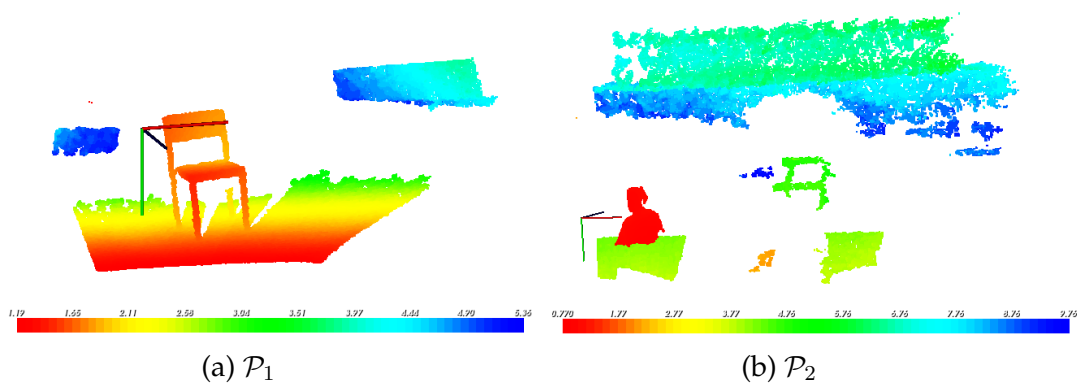 1.19 1.65 2.11 2.58 3.04 3.51 3.97 4.44 4.90 5.36
0.770 1.77 2.77 3.77 4.76 5.76 6.76 7.76 8.76 9.76
(a) 𝒫₁
(b) 𝒫₂